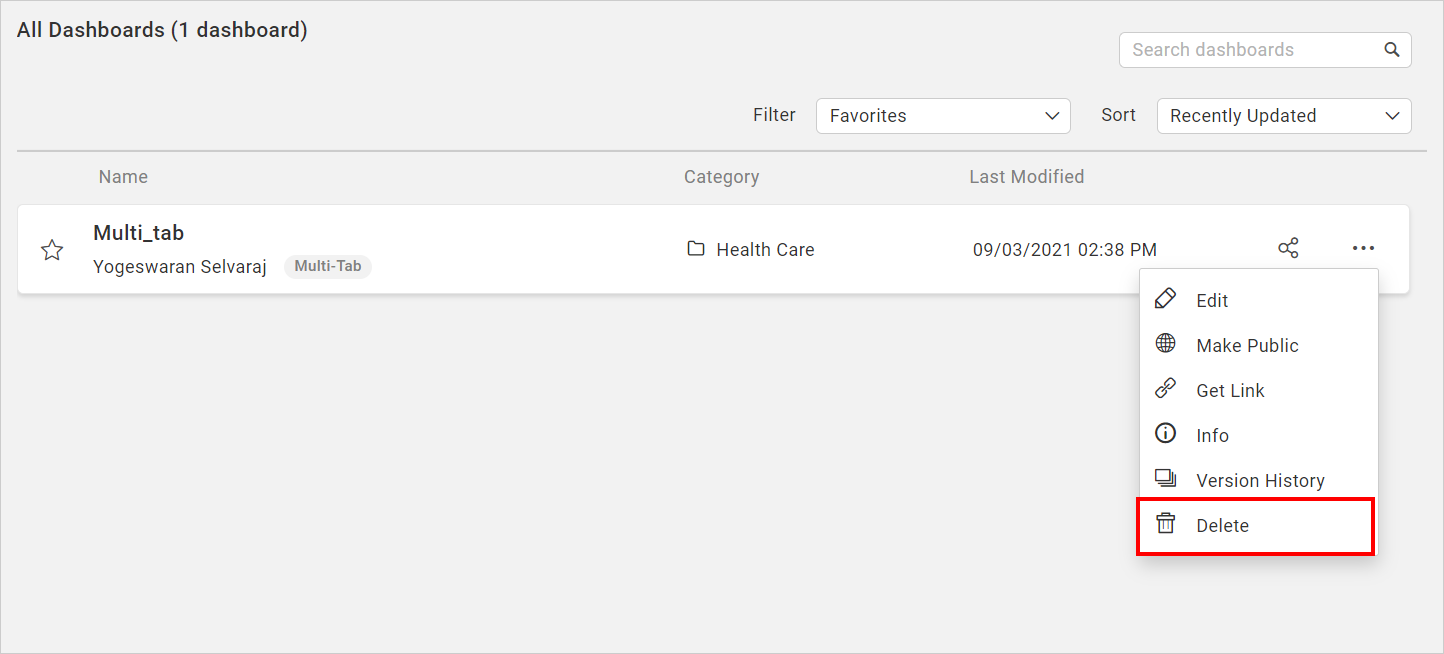 All Dashboards (1 dashboard)
Search dashboards
Filter Favorites Sort Recently Updated
Name Category Last Modified
Multi_tab
Yogeswaran Selvaraj Multi-Tab Health Care 09/03/2021 02:38 PM
Edit
Make Public
Get Link
Info
Version History
Delete